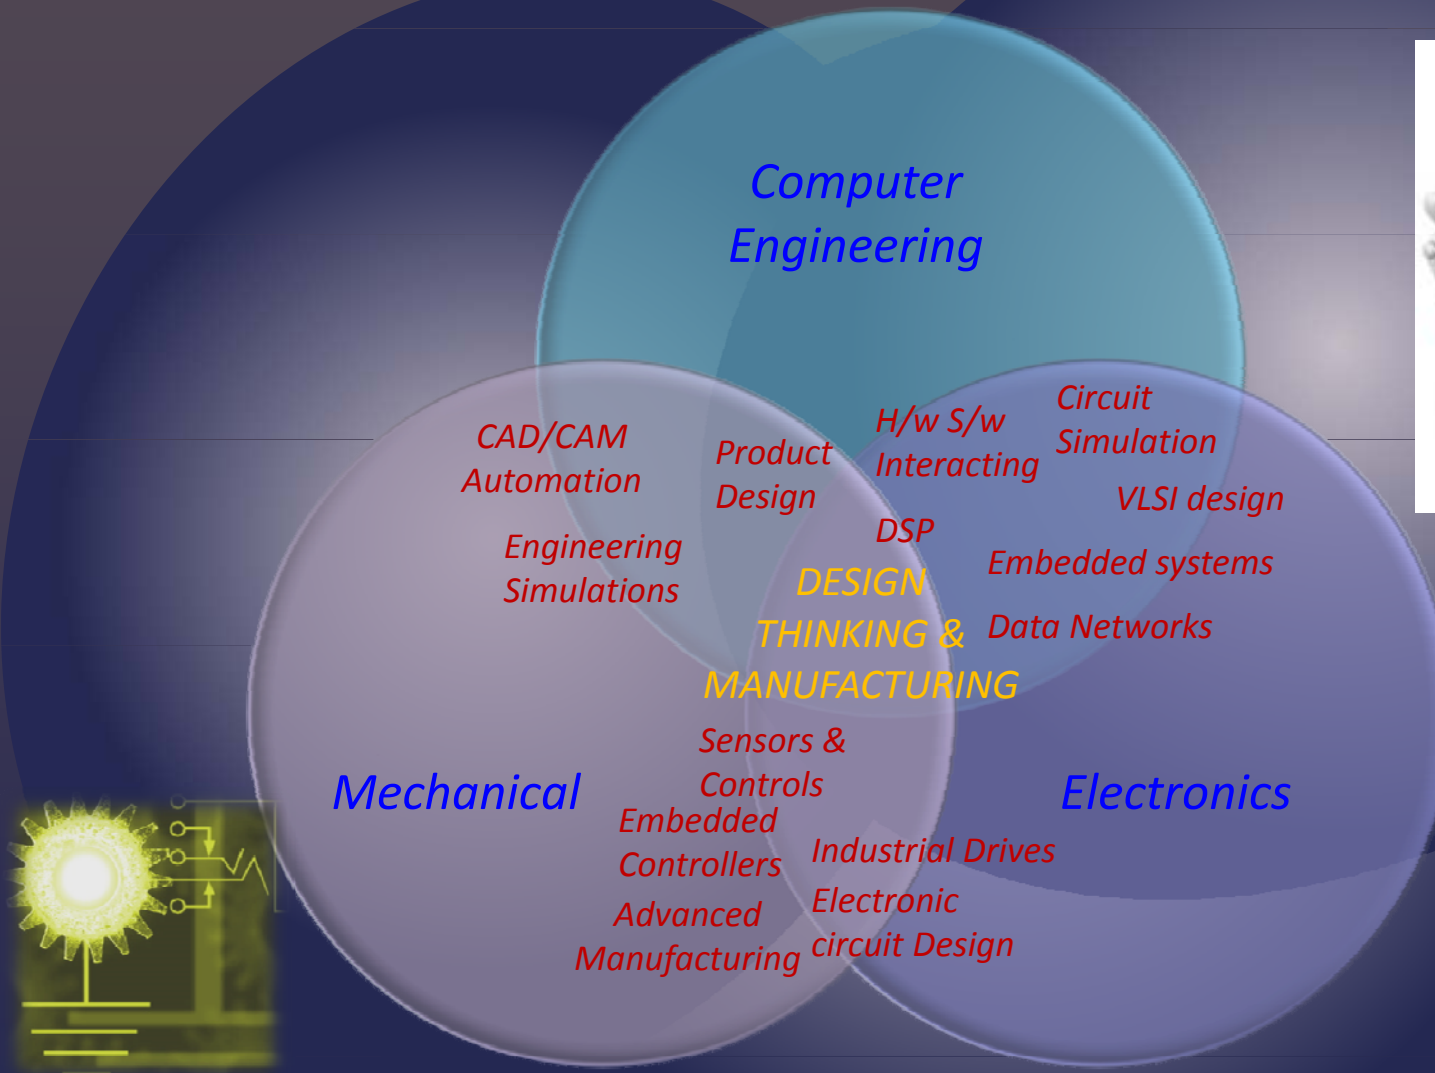 Computer
Engineering
CAD/CAM
Automation
Product
Design
H/w S/w
Interacting
Circuit
Simulation
VLSI design
Engineering
Simulations
DSP
Embedded systems
Data Networks
DESIGN
THINKING &
MANUFACTURING
Mechanical
Electronics
Sensors &
Controls
Embedded
Controllers
Industrial Drives
Advanced
Manufacturing
Electronic
circuit Design